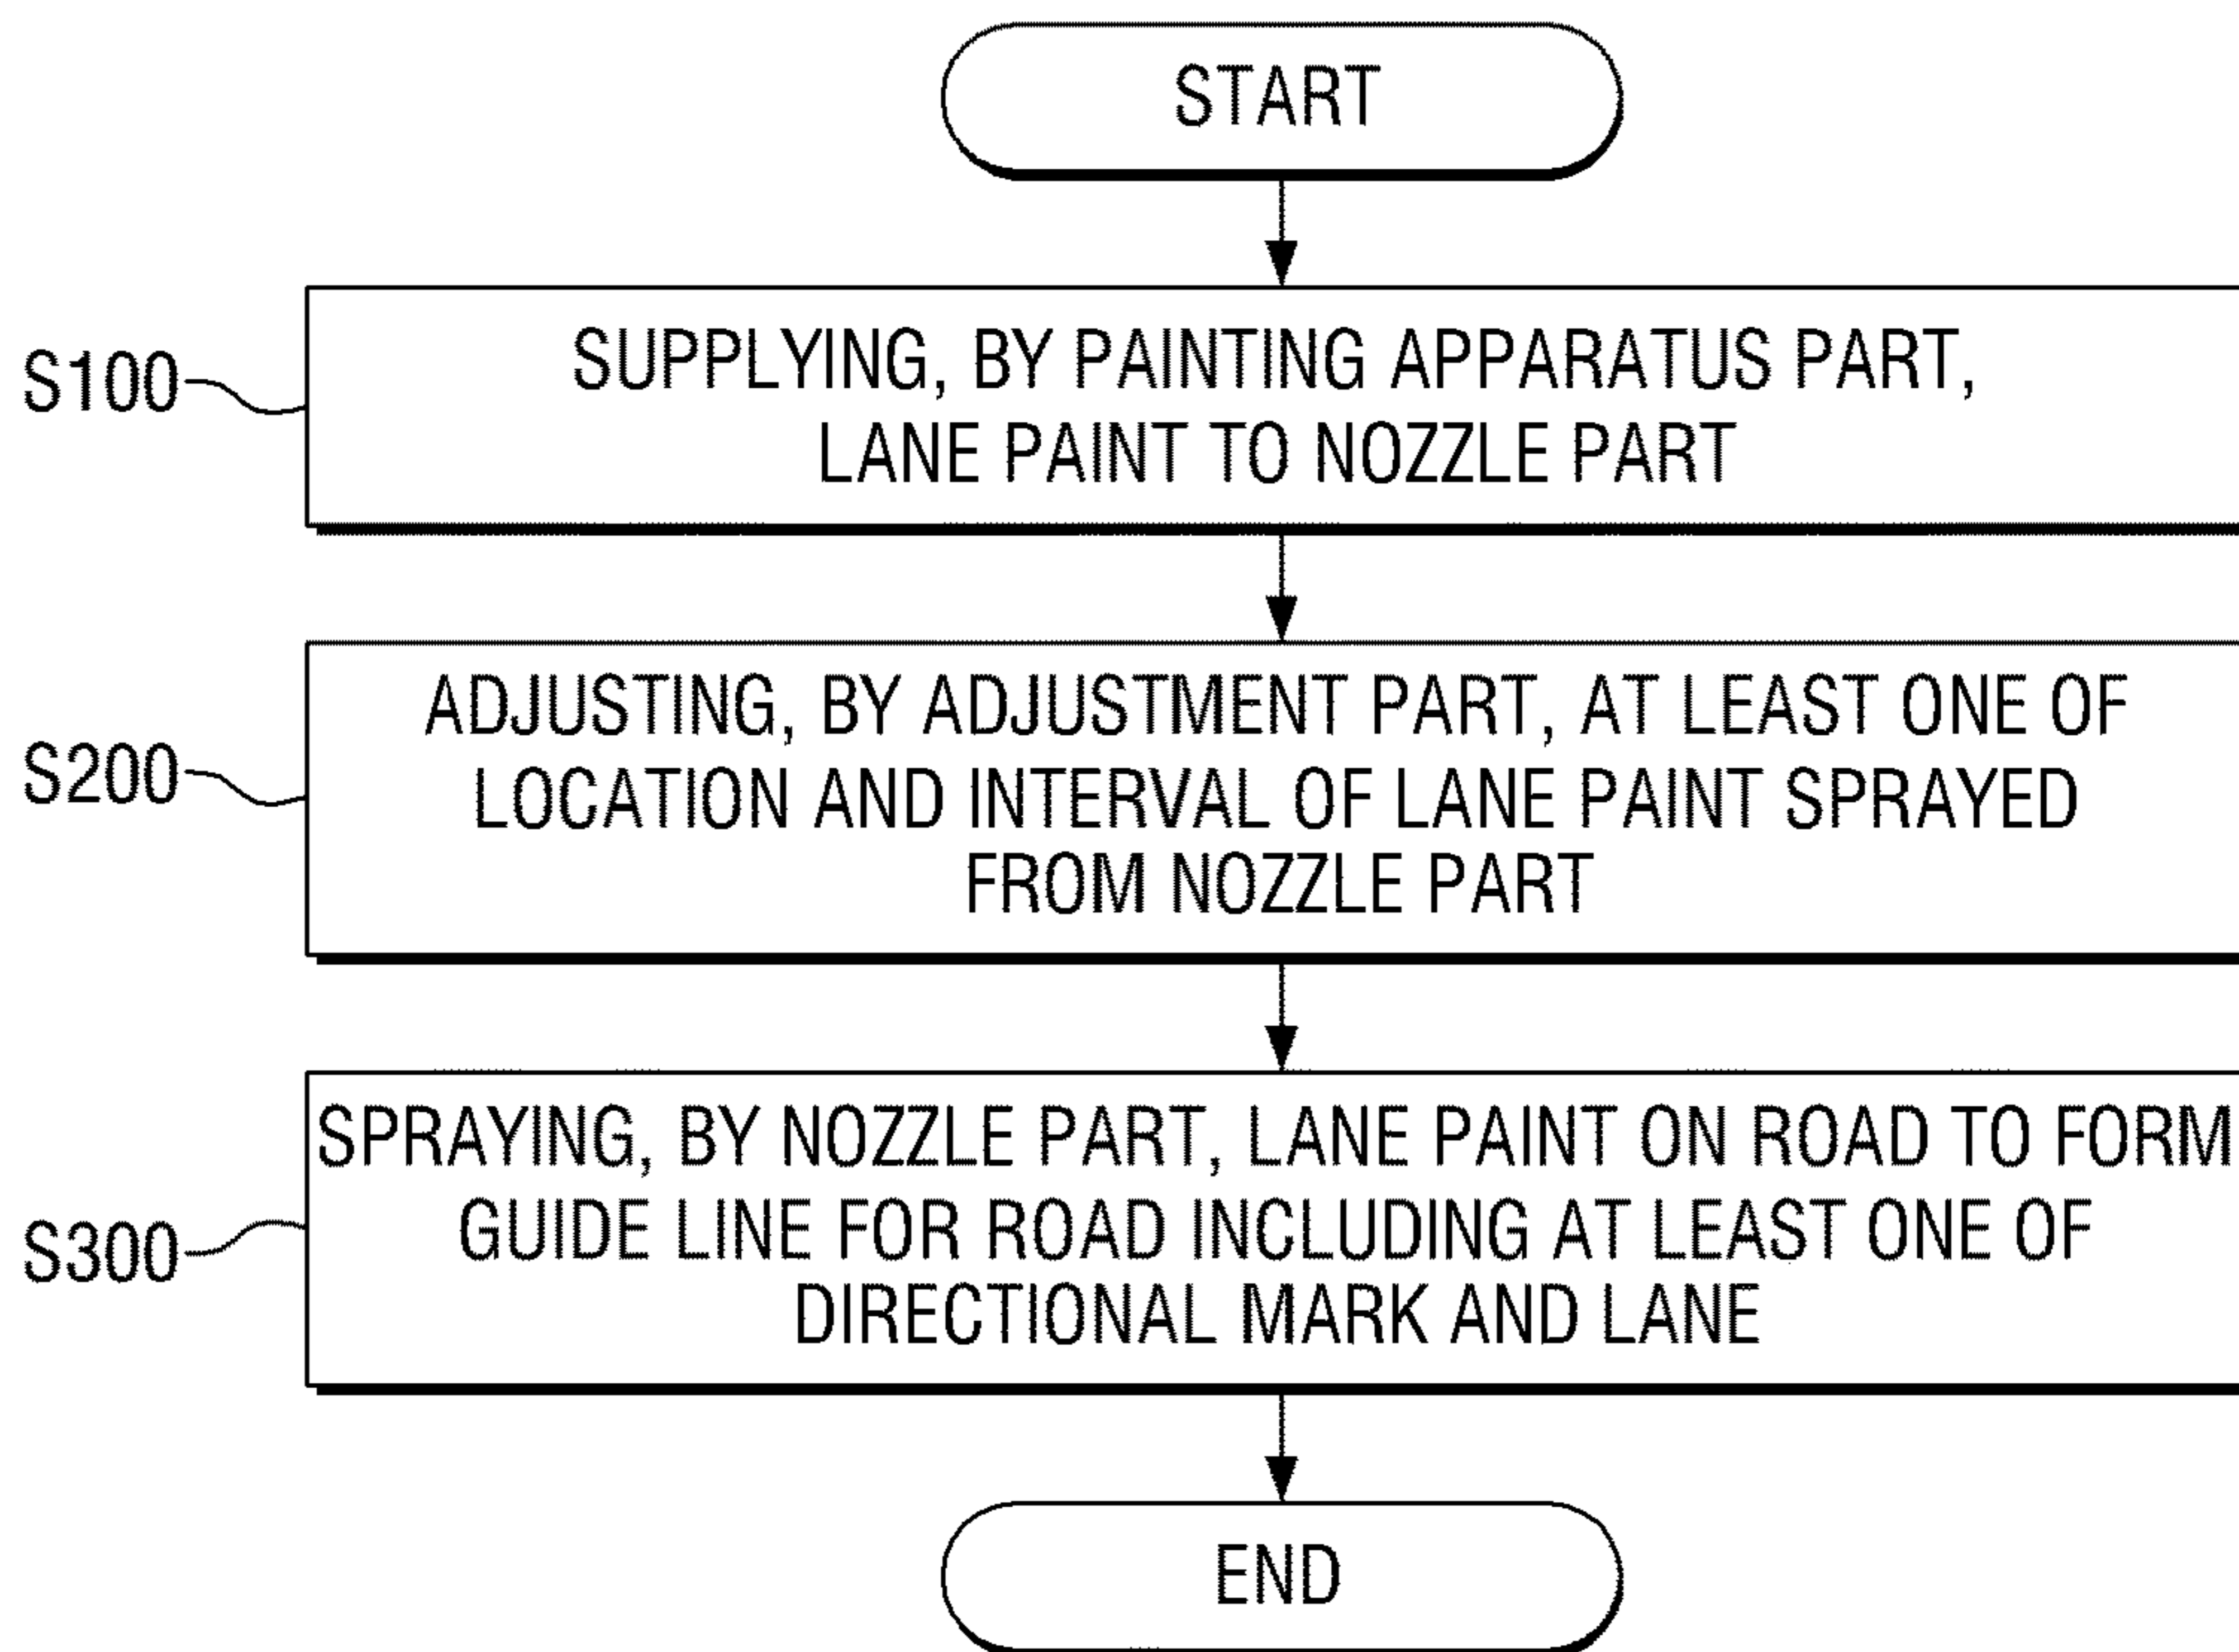 START
S100
SUPPLYING, BY PAINTING APPARATUS PART,
LANE PAINT TO NOZZLE PART
S200
ADJUSTING, BY ADJUSTMENT PART, AT LEAST ONE OF
LOCATION AND INTERVAL OF LANE PAINT SPRAYED
FROM NOZZLE PART
S300
SPRAYING, BY NOZZLE PART, LANE PAINT ON ROAD TO FORM
GUIDE LINE FOR ROAD INCLUDING AT LEAST ONE OF
DIRECTIONAL MARK AND LANE
END